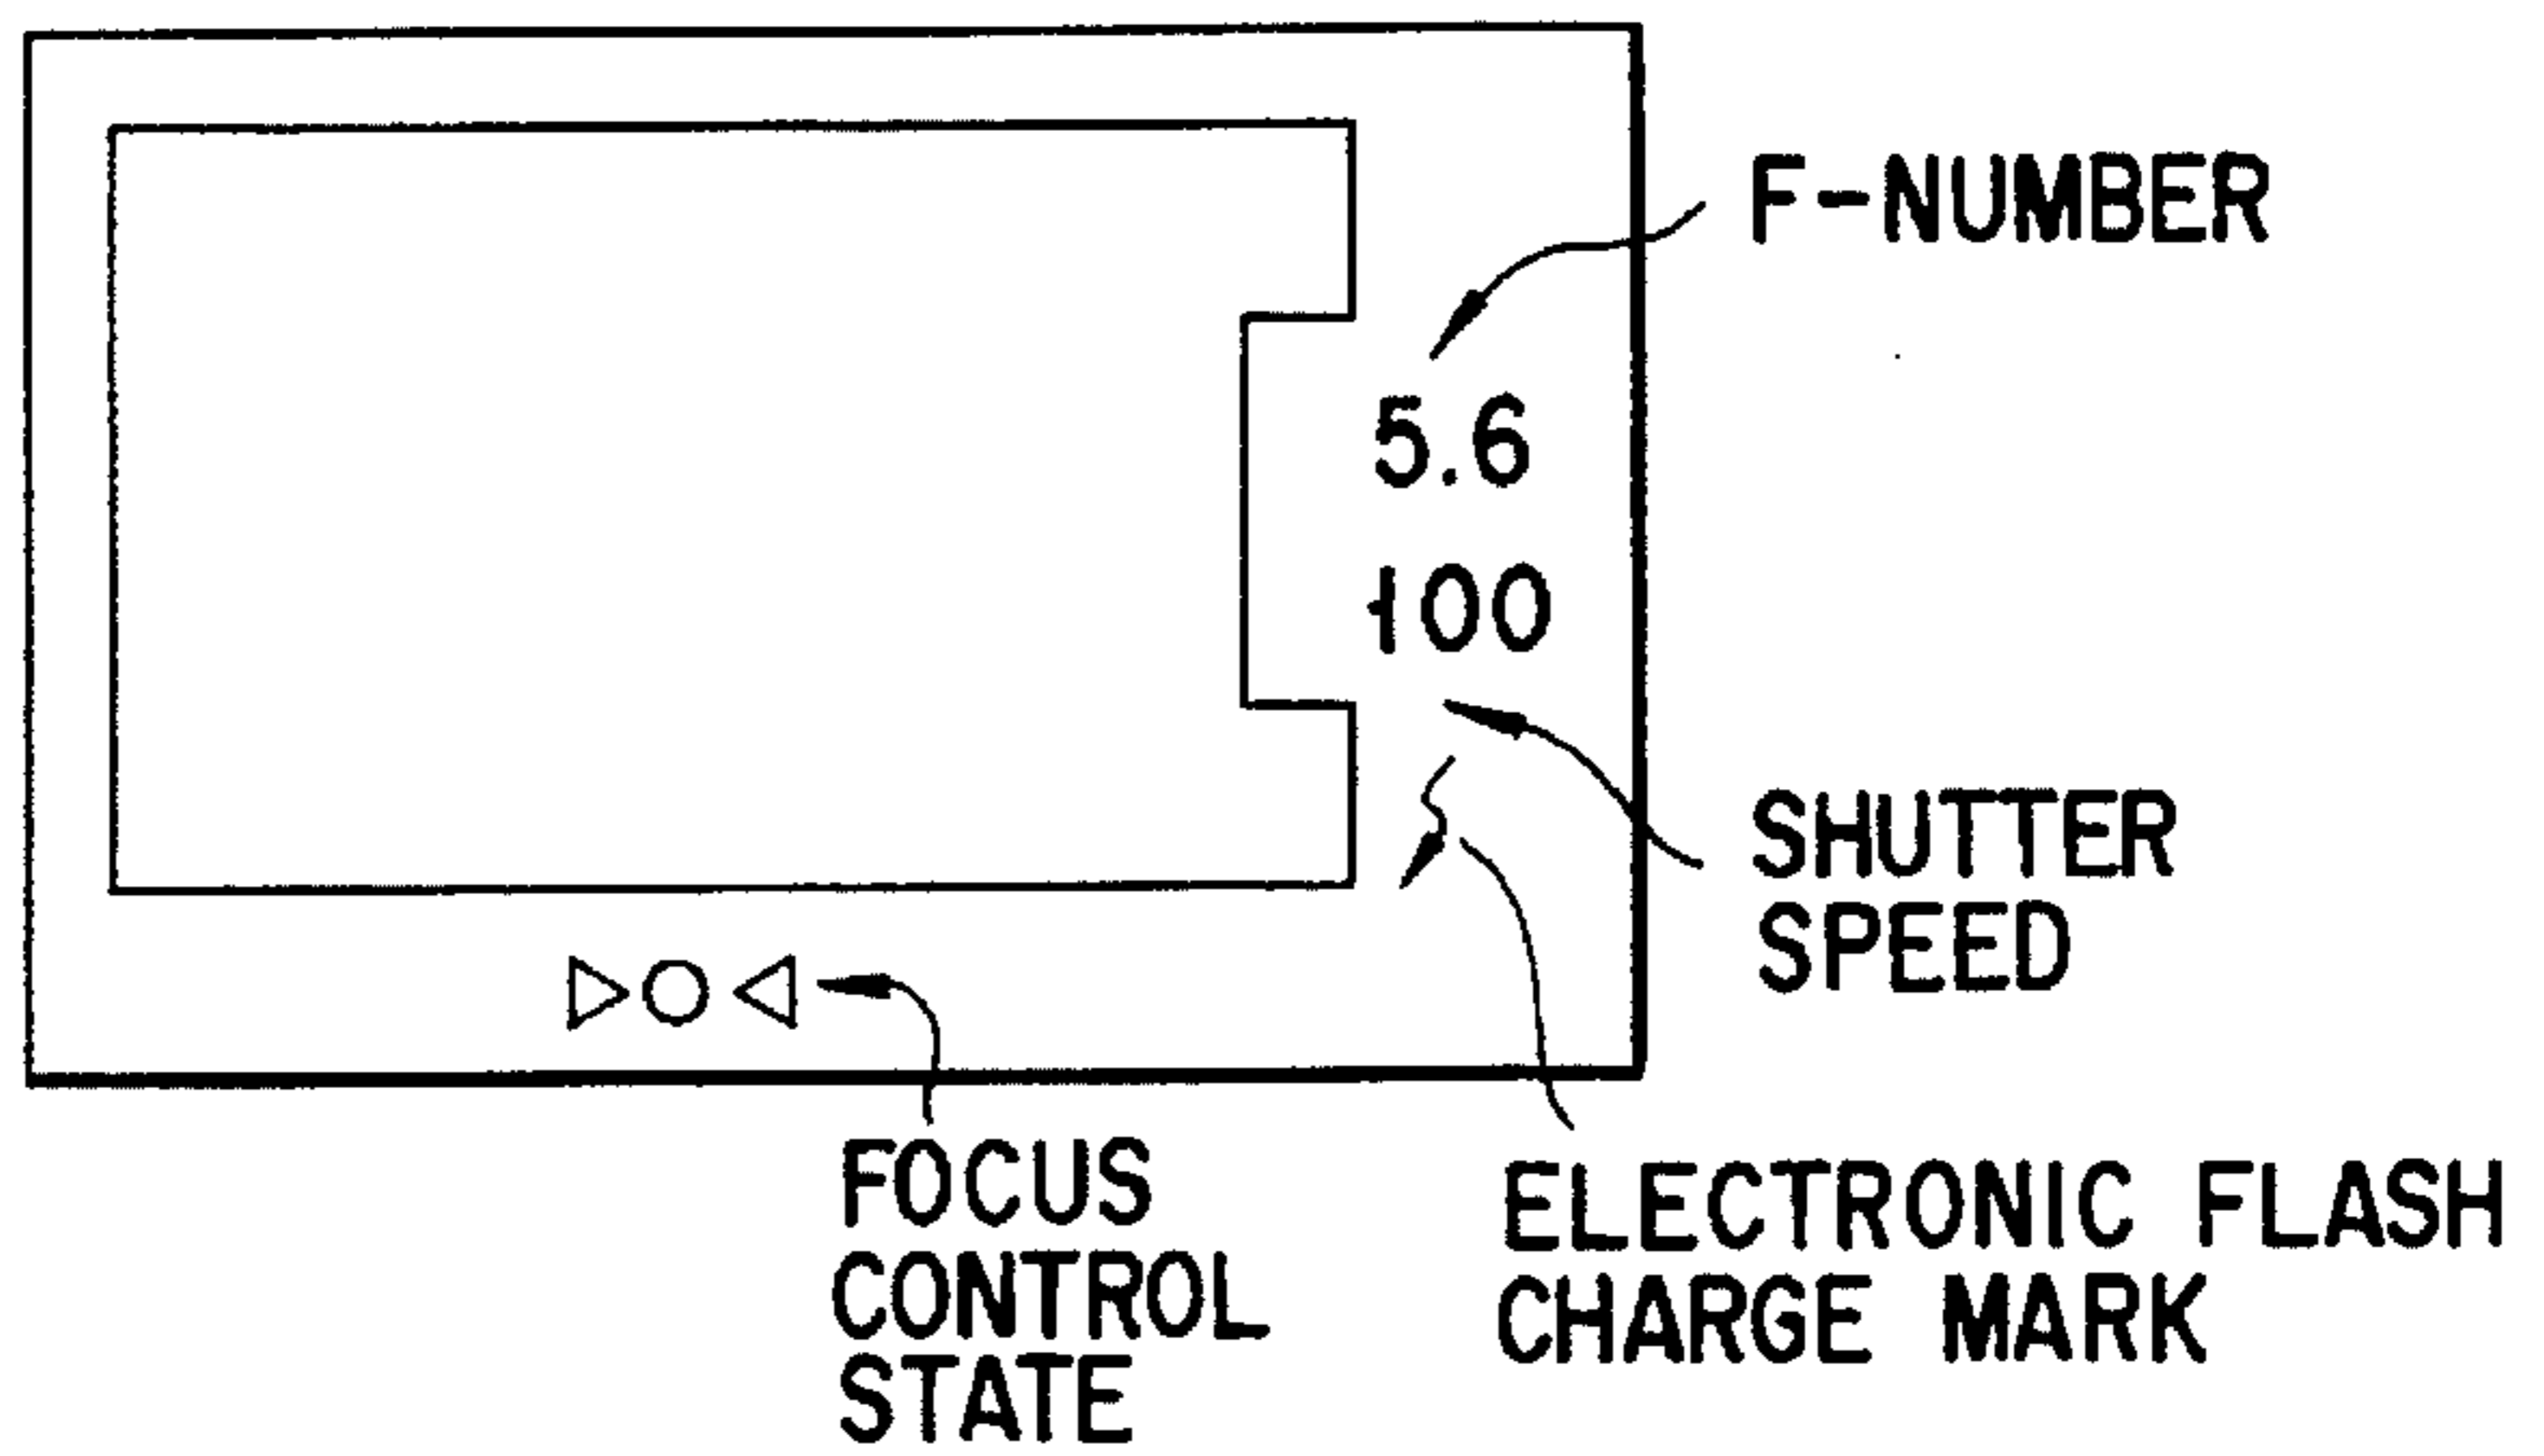 F-NUMBER
5.6
100
SHUTTER
SPEED
FOCUS
CONTROL
STATE
ELECTRONIC FLASH
CHARGE MARK